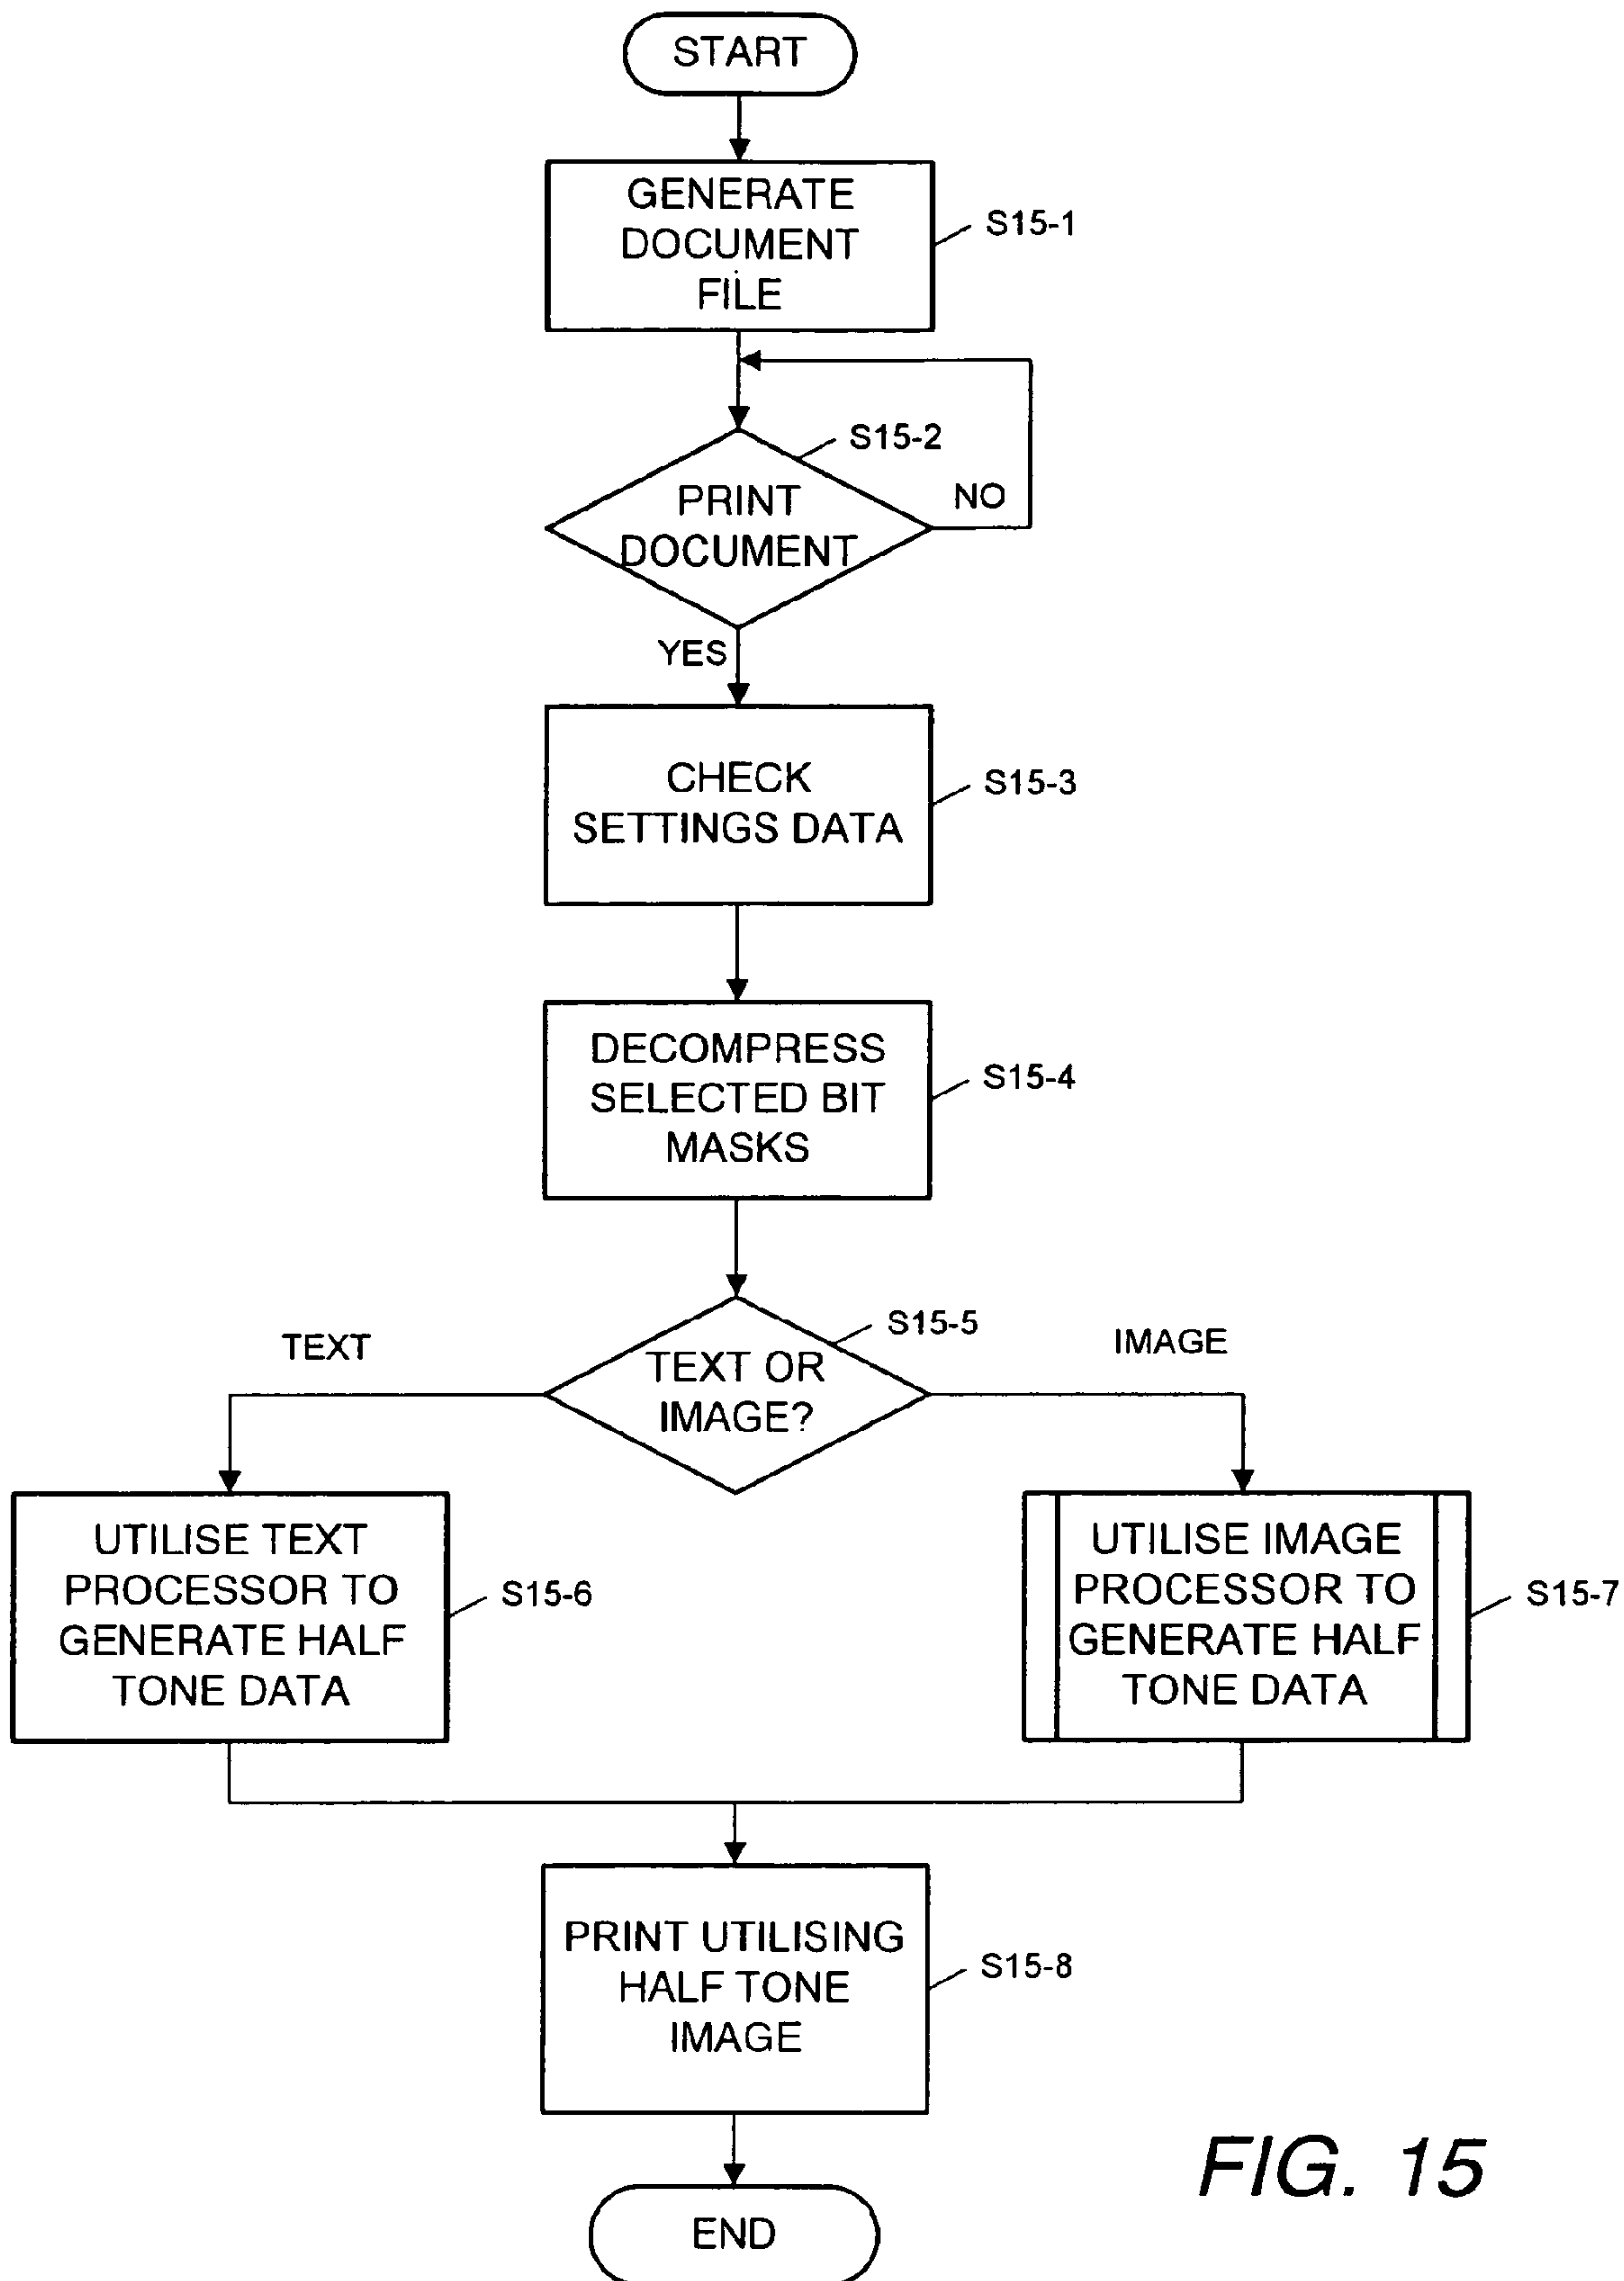 START
GENERATE
DOCUMENT
FILE
S15-1
S15-2
PRINT
DOCUMENT
NO
YES
CHECK
SETTINGS DATA
S15-3
DECOMPRESS
SELECTED BIT
MASKS
S15-4
S15-5
TEXT
TEXT OR
IMAGE?
IMAGE
UTILISE TEXT
PROCESSOR TO
GENERATE HALF
TONE DATA
S15-6
UTILISE IMAGE
PROCESSOR TO
GENERATE HALF
TONE DATA
S15-7
PRINT UTILISING
HALF TONE
IMAGE
S15-8
END
FIG. 15